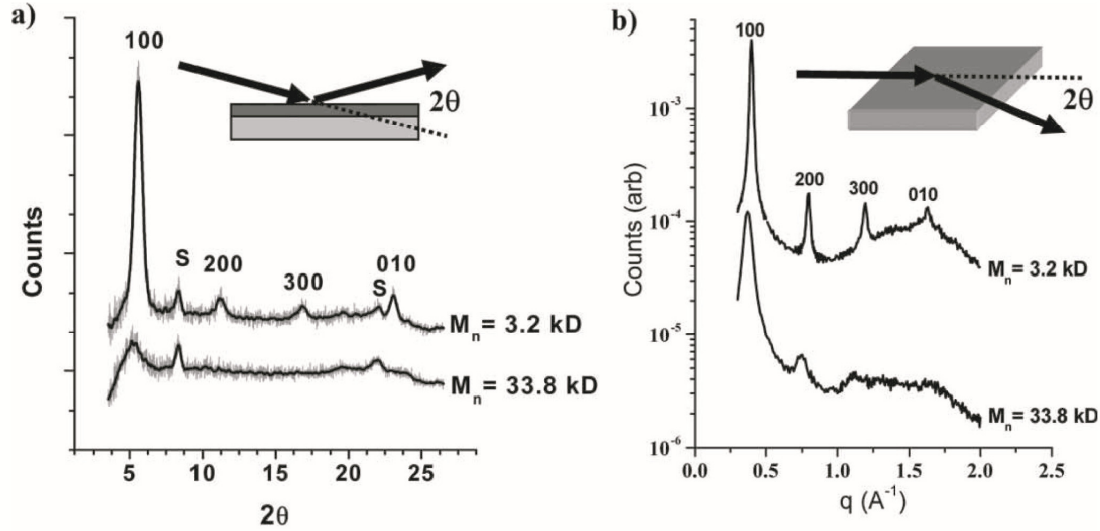 a)
Counts
100
S
200
300
S
010
2θ
Mn= 3.2 kD
Mn= 33.8 kD
5
10
15
20
25
2θ
b)
Counts (arb)
10-3
10-4
10-5
10-6
100
200
300
010
2θ
Mn= 3.2 kD
Mn= 33.8 kD
0.0
0.5
1.0
1.5
2.0
2.5
q (A-1)